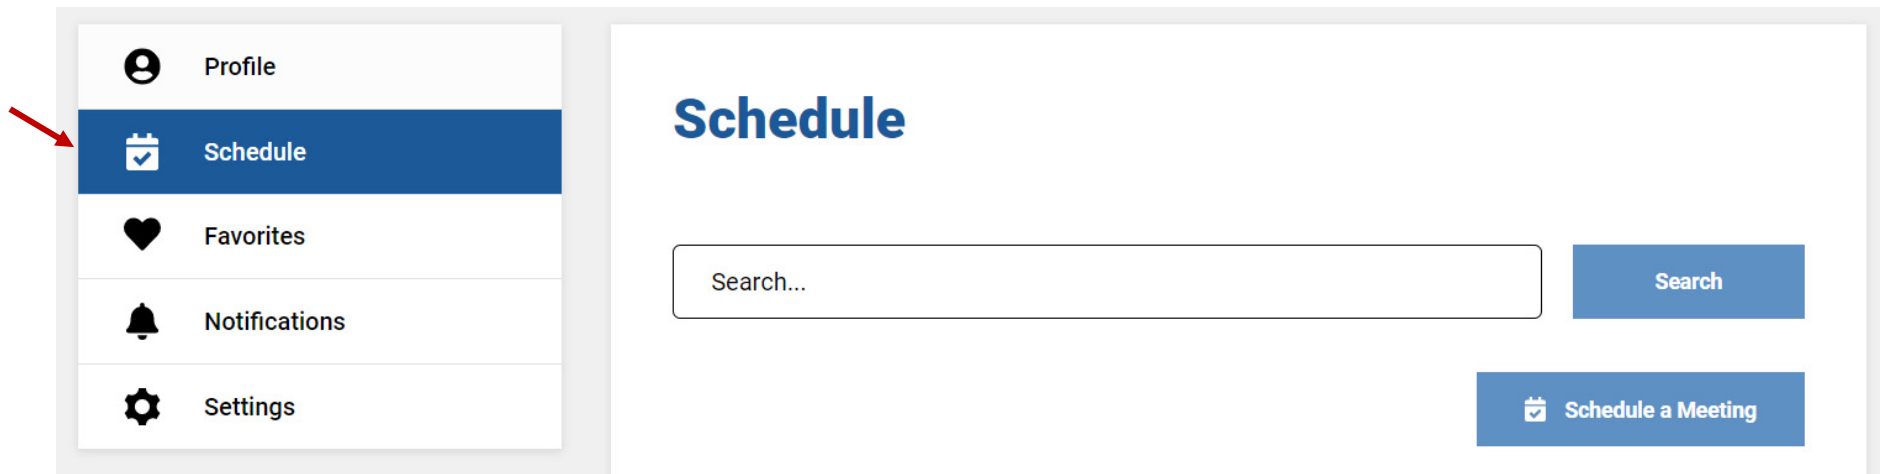 Profile
Schedule
Favorites
Notifications
Settings
Schedule
Search...
Search
Schedule a Meeting